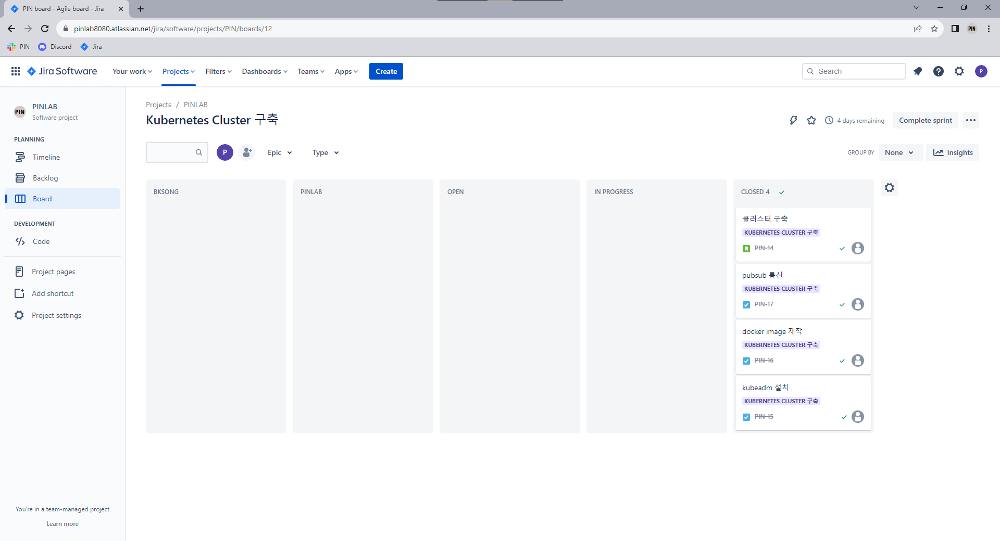 PIN board - Agile board - Jira
pinlab8080.atlassian.net/jira/software/projects/PIN/boards/12
PIN
PIN Discord Jira
Jira Software Your work Projects Filters Dashboards Teams Apps Create Search P
PIN
PINLAB
Software project
PLANNING
Timeline
Backlog
Board
DEVELOPMENT
Code
Project pages
Add shortcut
Project settings
You're in a team-managed project
Learn more
Projects / PINLAB
Kubernetes Cluster 구축
4 days remaining Complete sprint
P Epic Type GROUP BY None Insights
BKSONG PINLAB OPEN IN PROGRESS CLOSED 4
클러스터 구축
KUBERNETES CLUSTER 구축
PIN-14
pubsub 통신
KUBERNETES CLUSTER 구축
PIN-17
docker image 제작
KUBERNETES CLUSTER 구축
PIN-16
kubeadm 설치
KUBERNETES CLUSTER 구축
PIN-15